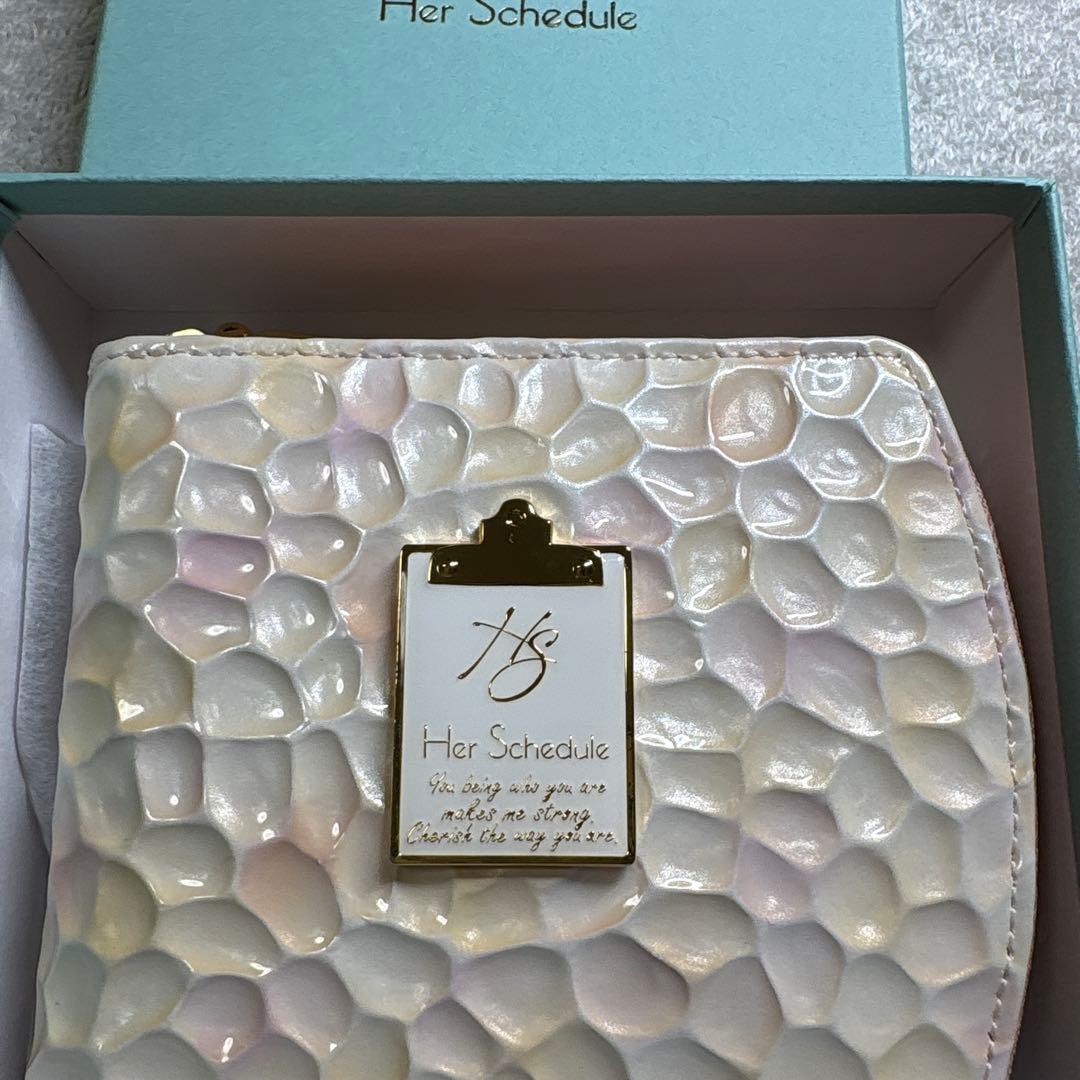 Her Schedule
Hs
Her Schedule
You being who you are
makes me strong.
Cherish the way you are.